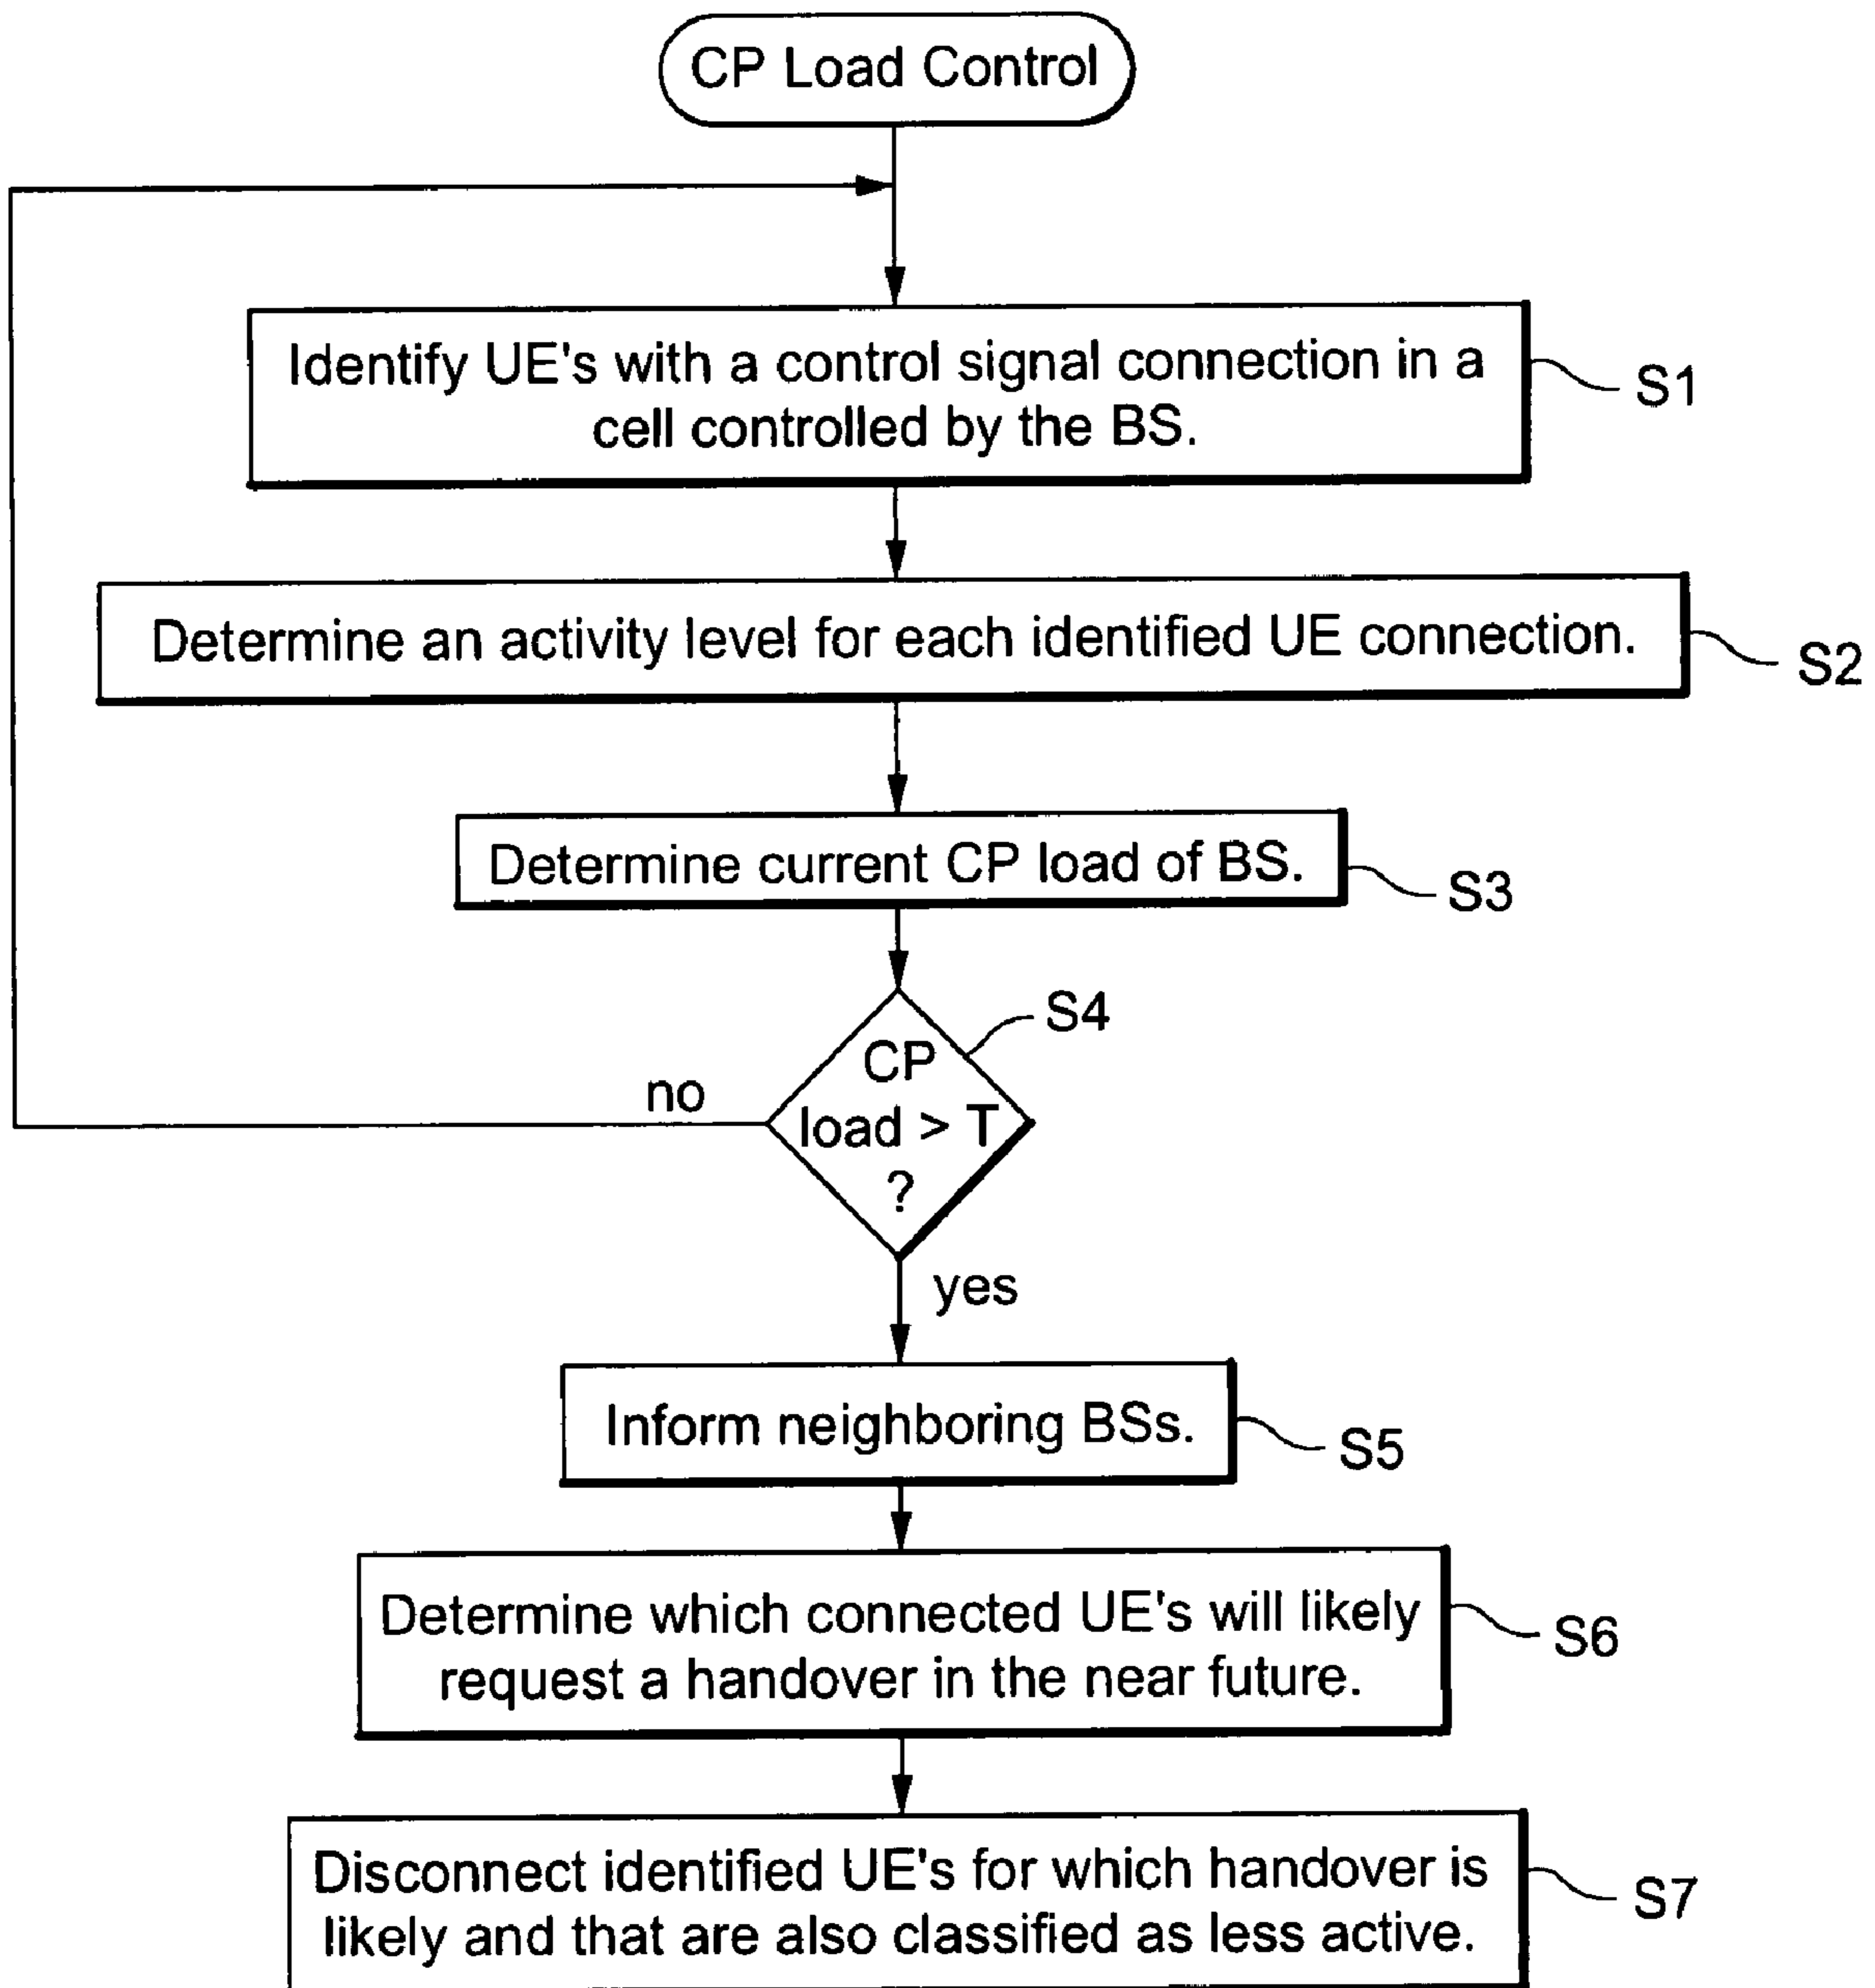 CP Load Control
Identify UE's with a control signal connection in a
cell controlled by the BS.
S1
Determine an activity level for each identified UE connection.
S2
Determine current CP load of BS.
S3
S4
CP
load > T
?
no
yes
Inform neighboring BSs.
S5
Determine which connected UE's will likely
request a handover in the near future.
S6
Disconnect identified UE's for which handover is
likely and that are also classified as less active.
S7